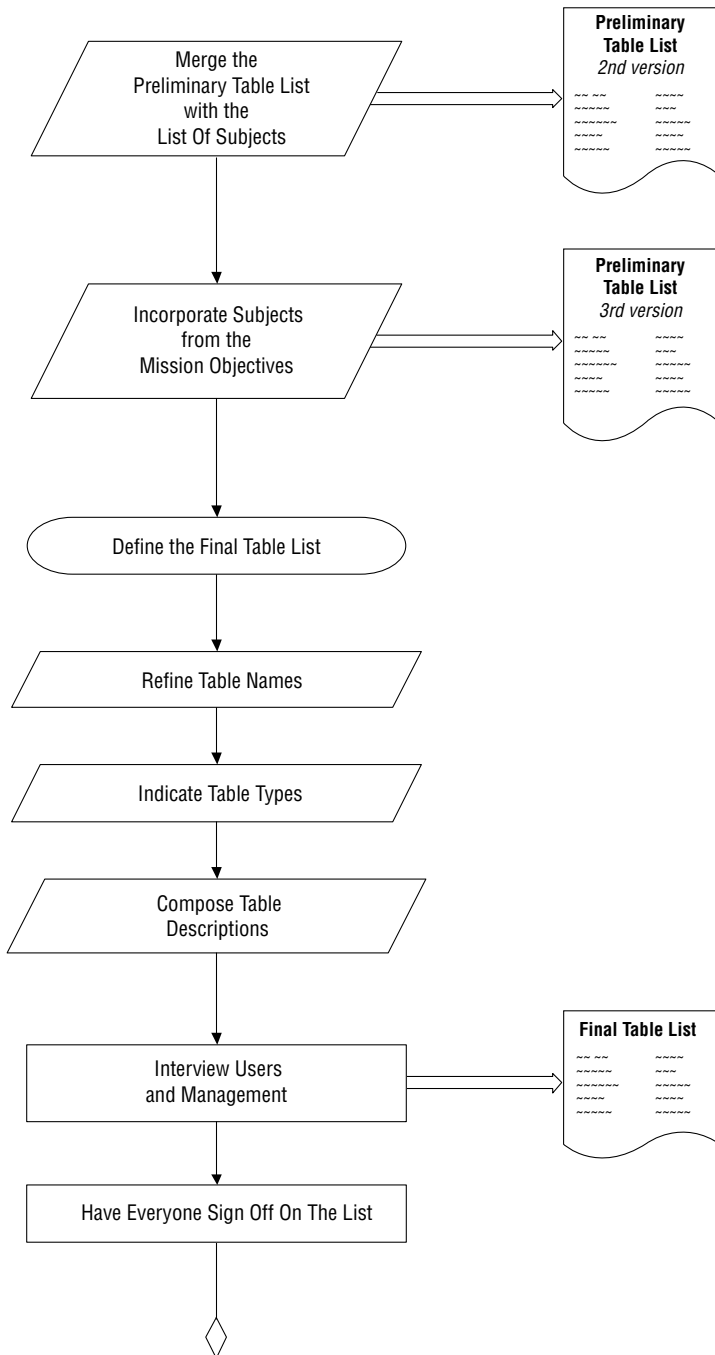 Merge the
Preliminary Table List
with the
List Of Subjects
Preliminary
Table List
2nd version
~~ ~~ ~~~~
~~~~~ ~~~
~~~~~~ ~~~~~
~~~~ ~~~~
~~~~~ ~~~~~
Incorporate Subjects
from the
Mission Objectives
Preliminary
Table List
3rd version
~~ ~~ ~~~~
~~~~~ ~~~
~~~~~~ ~~~~~
~~~~ ~~~~
~~~~~ ~~~~~
Define the Final Table List
Refine Table Names
Indicate Table Types
Compose Table
Descriptions
Interview Users
and Management
Final Table List
~~ ~~ ~~~~
~~~~~ ~~~
~~~~~~ ~~~~~
~~~~ ~~~~
~~~~~ ~~~~~
Have Everyone Sign Off On The List